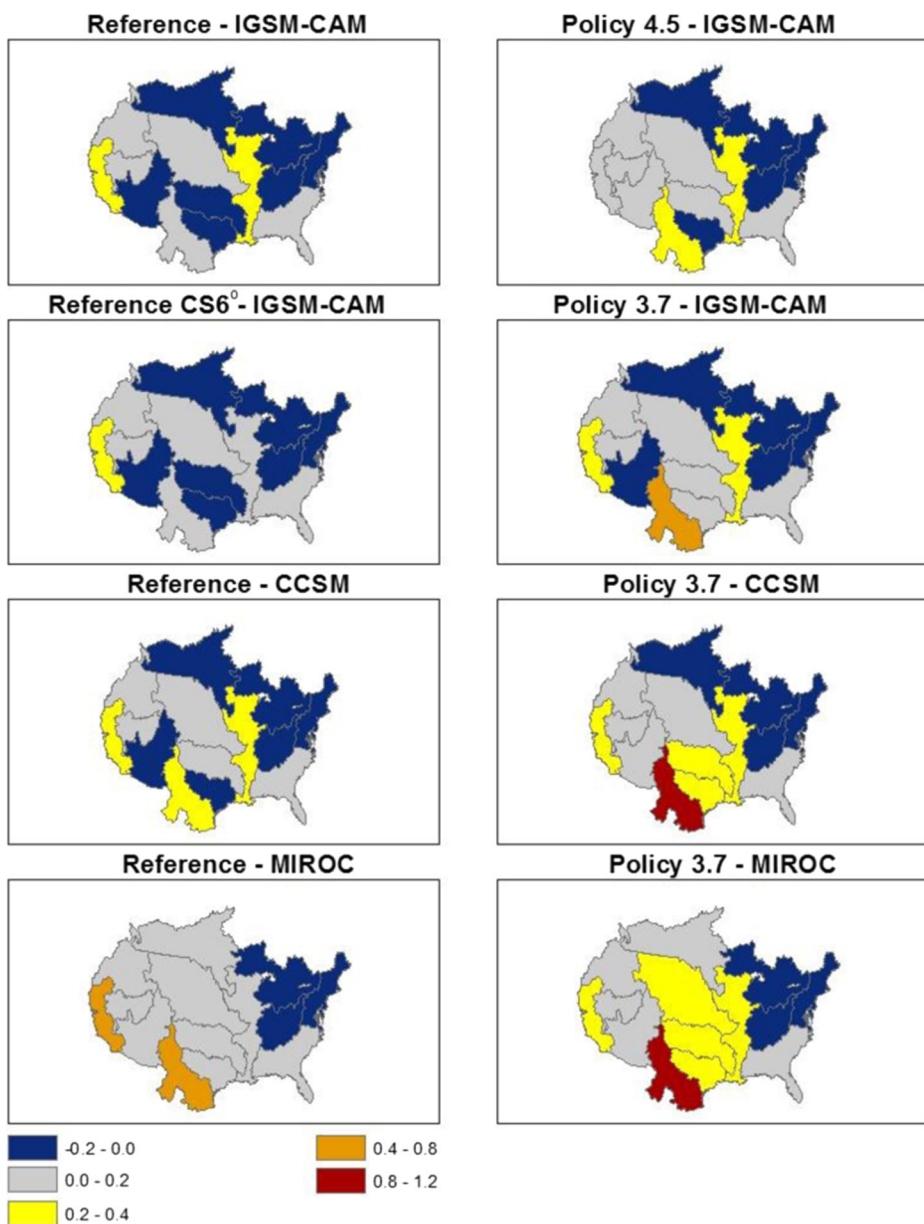 Reference - IGSM-CAM
Policy 4.5 - IGSM-CAM
Reference CS6°- IGSM-CAM
Policy 3.7 - IGSM-CAM
Reference - CCSM
Policy 3.7 - CCSM
Reference - MIROC
Policy 3.7 - MIROC
-0.2 - 0.0
0.0 - 0.2
0.2 - 0.4
0.4 - 0.8
0.8 - 1.2